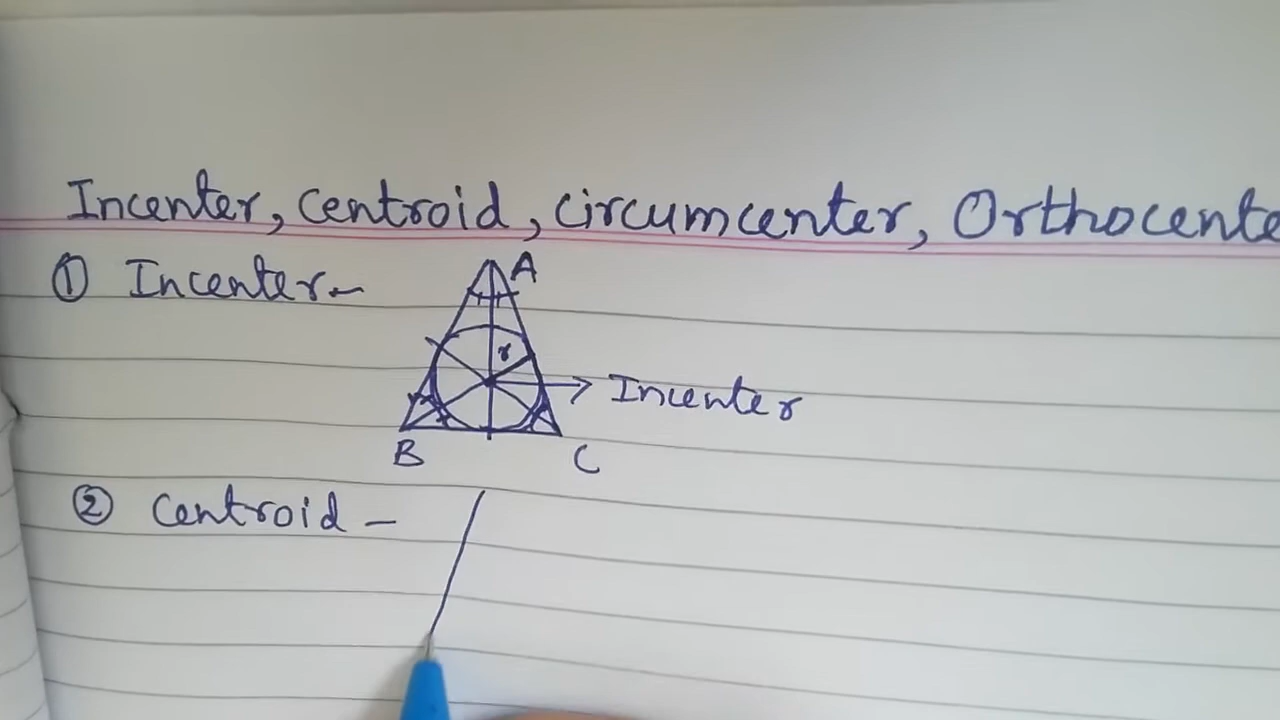 Incenter, Centroid, Circumcenter, Orthocente
① Incenter-
A
r
Incenter
B C
② Centroid -